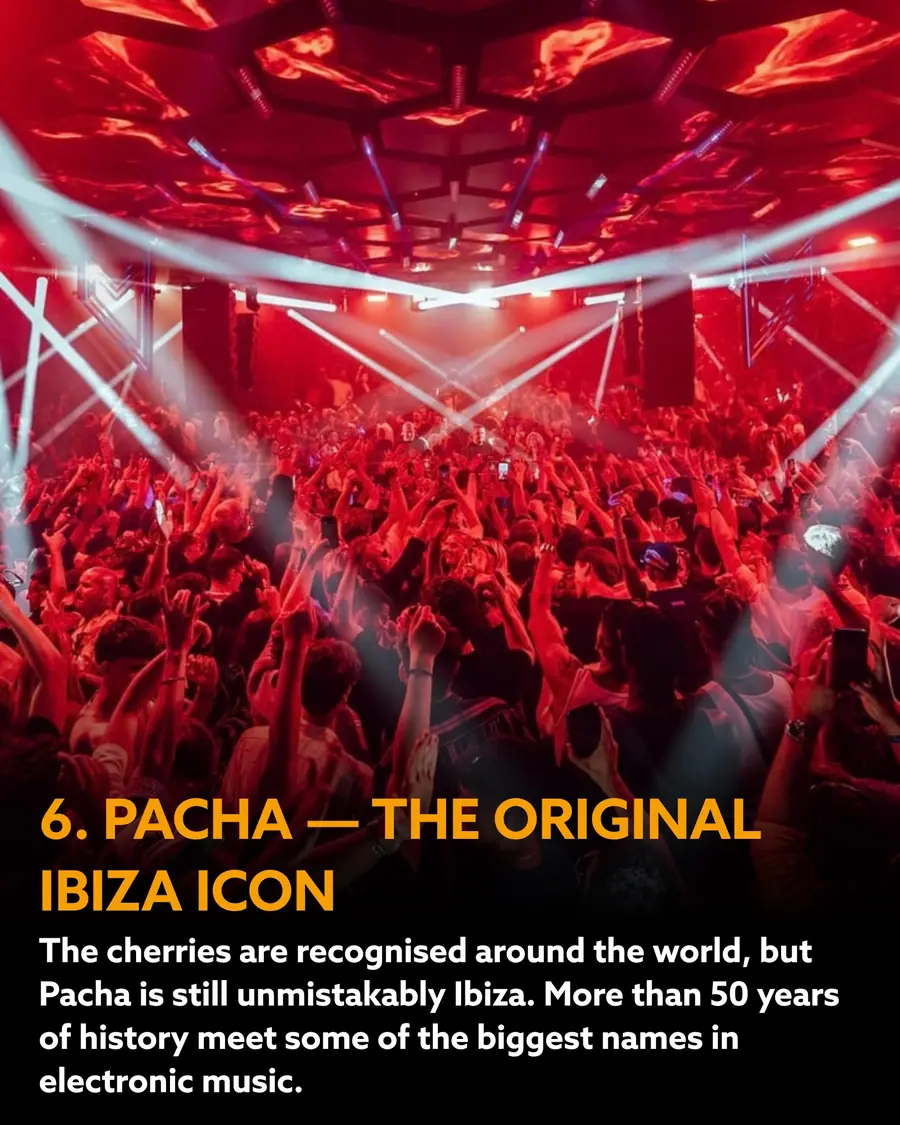 6. PACHA — THE ORIGINAL
IBIZA ICON
The cherries are recognised around the world, but
Pacha is still unmistakably Ibiza. More than 50 years
of history meet some of the biggest names in
electronic music.